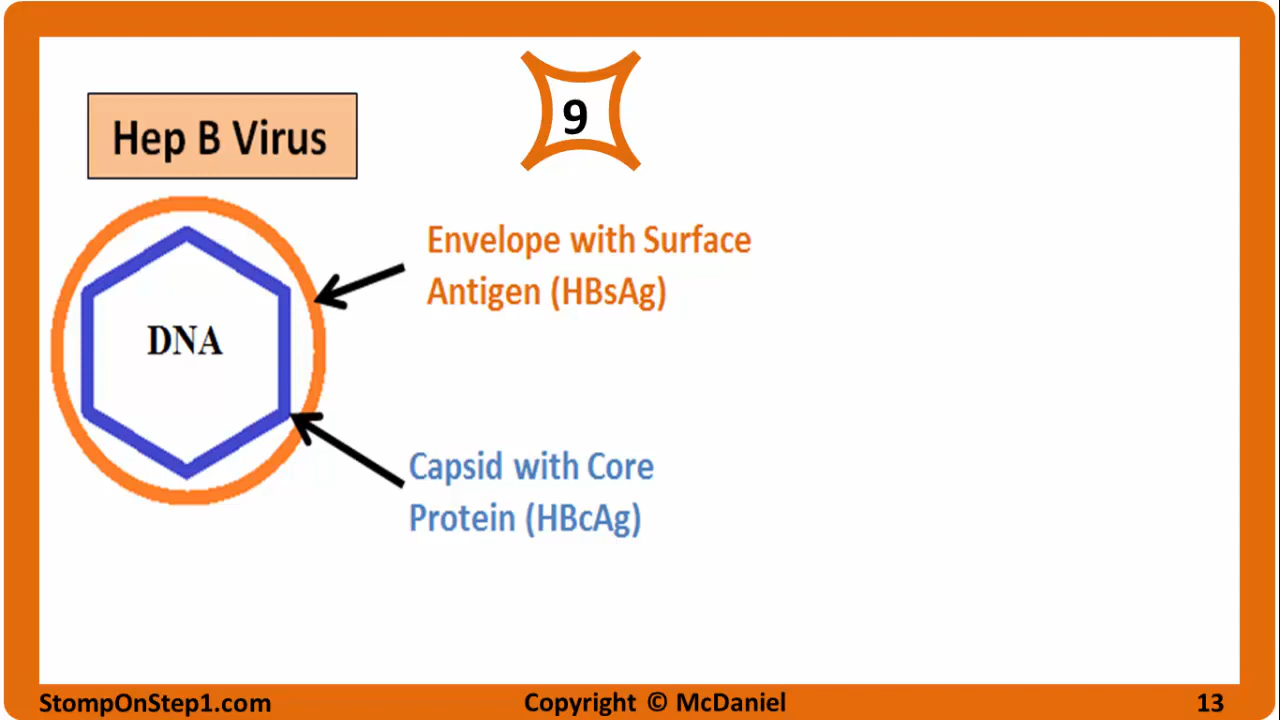 9
Hep B Virus
Envelope with Surface
Antigen (HBsAg)
DNA
Capsid with Core
Protein (HBcAg)
StompOnStep1.com
Copyright © McDaniel
13